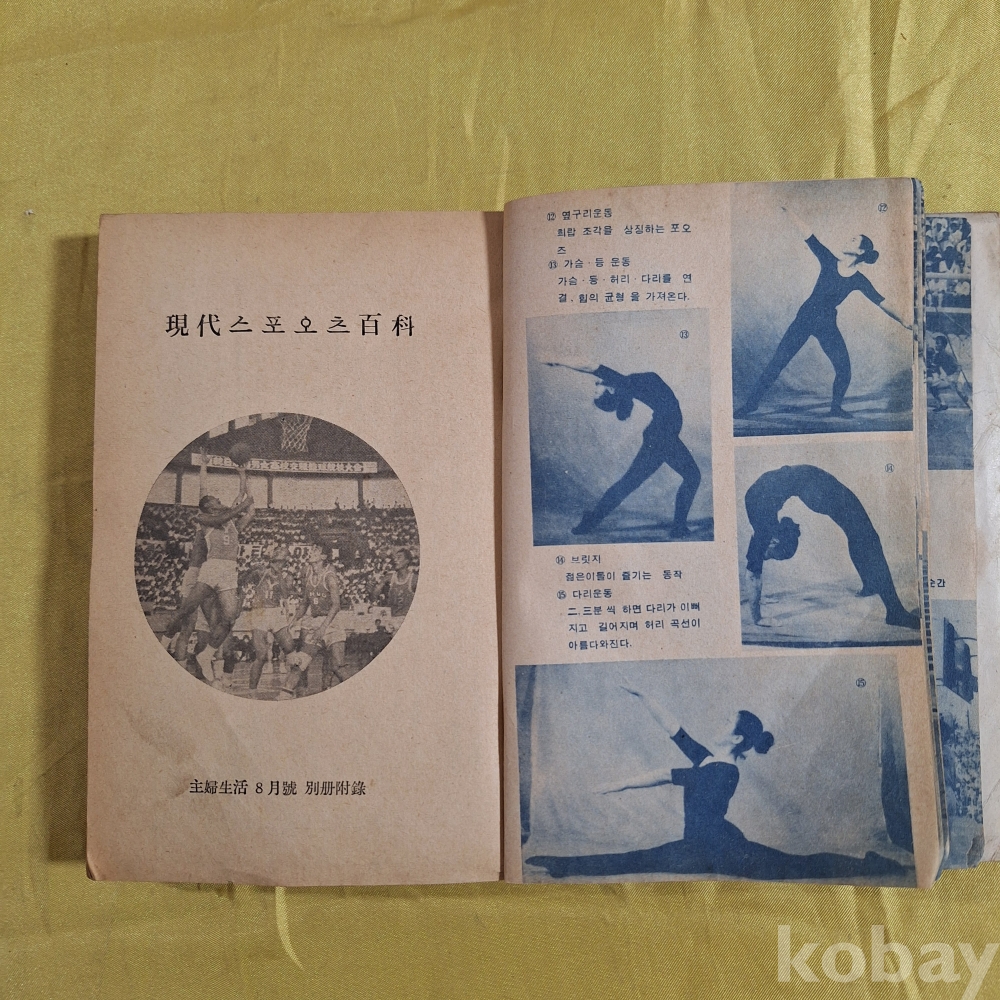 現代스포오츠百科
主婦生活 8月號 別册附錄
⑫ 옆구리운동
희랍 조각을 상징하는 포오
즈
⑬ 가슴·등 운동
가슴·등·허리·다리를 연
결. 힘의 균형 을 가져온다.
⑫
⑬
⑭
⑭ 브릿지
젊은이들이 즐기는 동작
⑮ 다리운동
二, 三분 씩 하면 다리가 이뻐
지고 길어지며 허리 곡선이
아름다와진다.
⑮
순간
kobay